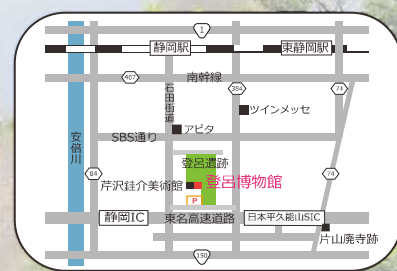 1
静岡駅
東静岡駅
407
南幹線
384
74
石田街道
ツインメッセ
アピタ
SBS通り
安倍川
登呂遺跡
84
芹沢銈介美術館
登呂博物館
74
P
静岡IC
東名高速道路
日本平久能山SIC
片山廃寺跡
150